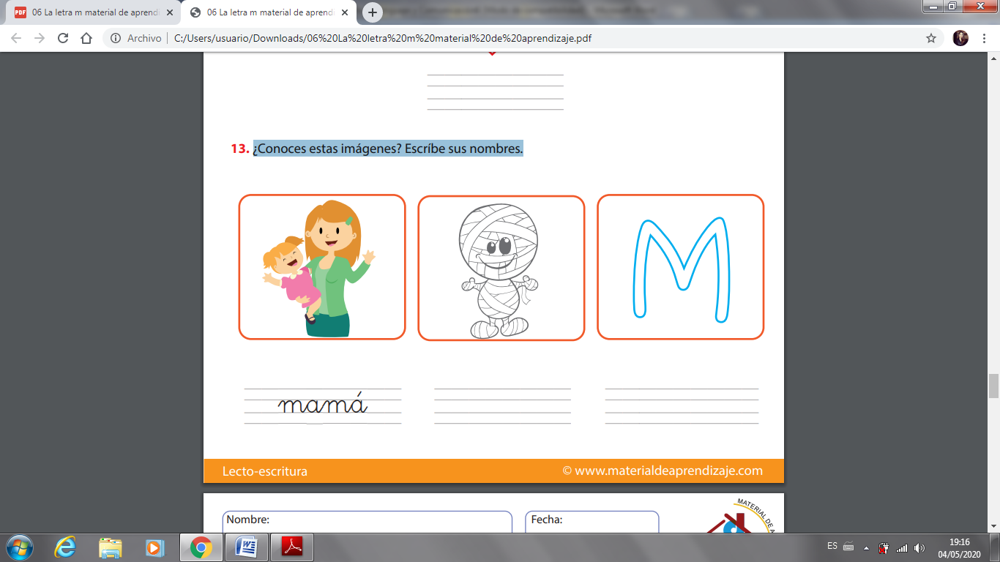 06 La letra m material de aprendi
06 La letra m material de aprendi
Archivo
C:/Users/usuario/Downloads/06%20La%20letra%20m%20material%20de%20aprendizaje.pdf
13. ¿Conoces estas imágenes? Escríbe sus nombres.
M
mamá
Lecto-escritura
© www.materialdeaprendizaje.com
Nombre:
Fecha:
MATERIAL DE A
ES
19:16
04/05/2020